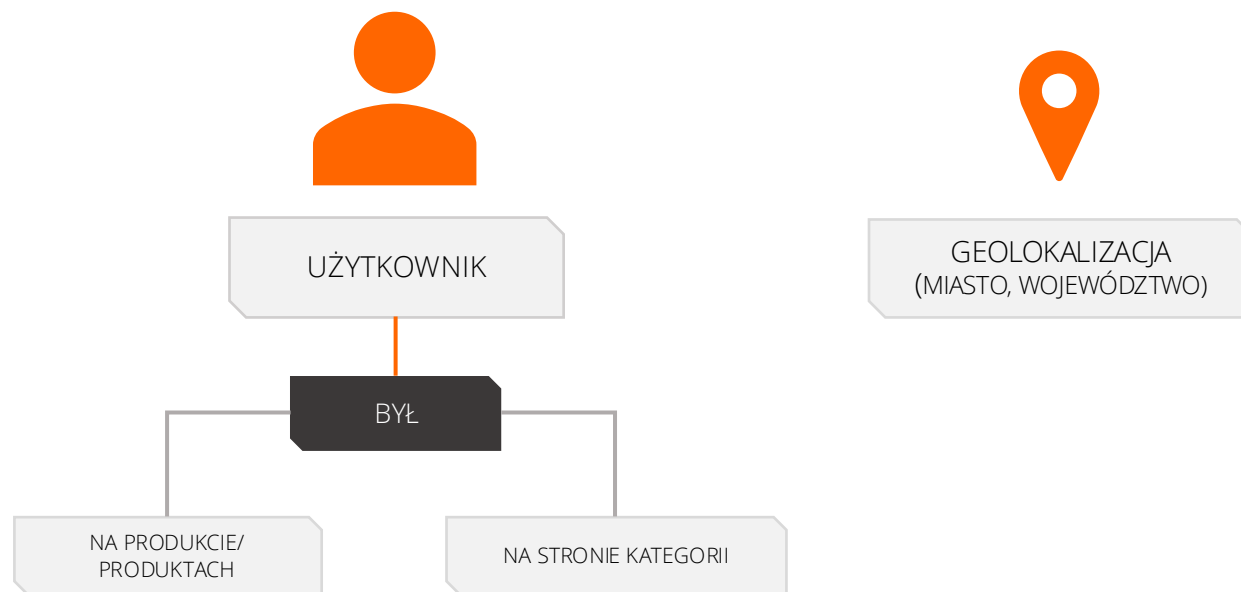 UŻYTKOWNIK
GEOLOKALIZACJA
(MIASTO, WOJEWÓDZTWO)
BYŁ
NA PRODUKCIE/
PRODUKTACH
NA STRONIE KATEGORII